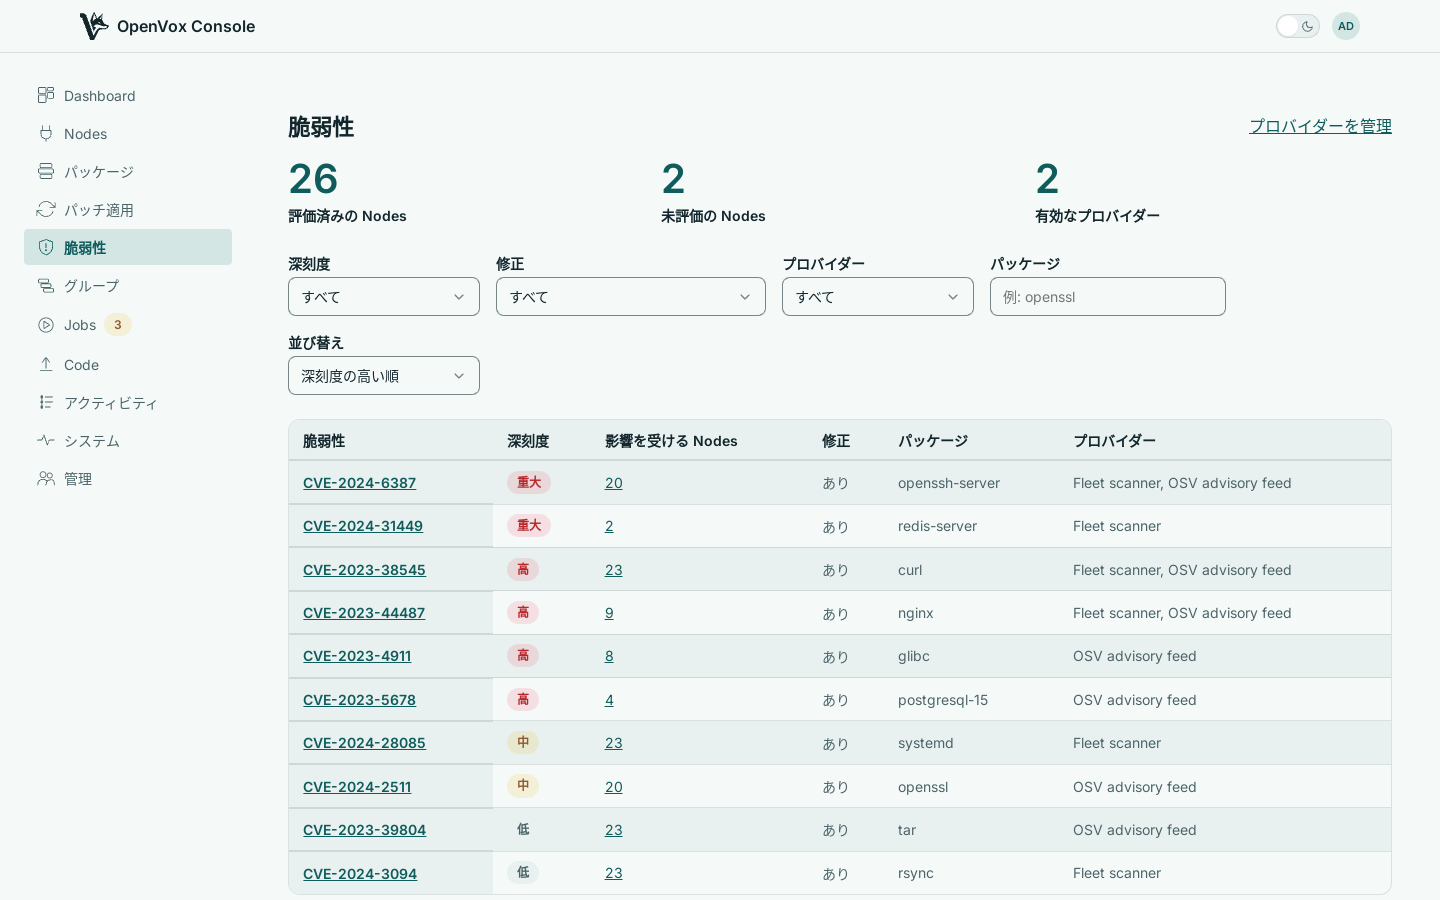 OpenVox Console
AD
Dashboard
Nodes
パッケージ
パッチ適用
脆弱性
グループ
Jobs 3
Code
アクティビティ
システム
管理
脆弱性
プロバイダーを管理
26
評価済みの Nodes
2
未評価の Nodes
2
有効なプロバイダー
深刻度
すべて
修正
すべて
プロバイダー
すべて
パッケージ
例: openssl
並び替え
深刻度の高い順
脆弱性 深刻度 影響を受ける Nodes 修正 パッケージ プロバイダー
CVE-2024-6387 重大 20 あり openssh-server Fleet scanner, OSV advisory feed
CVE-2024-31449 重大 2 あり redis-server Fleet scanner
CVE-2023-38545 高 23 あり curl Fleet scanner, OSV advisory feed
CVE-2023-44487 高 9 あり nginx Fleet scanner, OSV advisory feed
CVE-2023-4911 高 8 あり glibc OSV advisory feed
CVE-2023-5678 高 4 あり postgresql-15 OSV advisory feed
CVE-2024-28085 中 23 あり systemd Fleet scanner
CVE-2024-2511 中 20 あり openssl OSV advisory feed
CVE-2023-39804 低 23 あり tar OSV advisory feed
CVE-2024-3094 低 23 あり rsync Fleet scanner